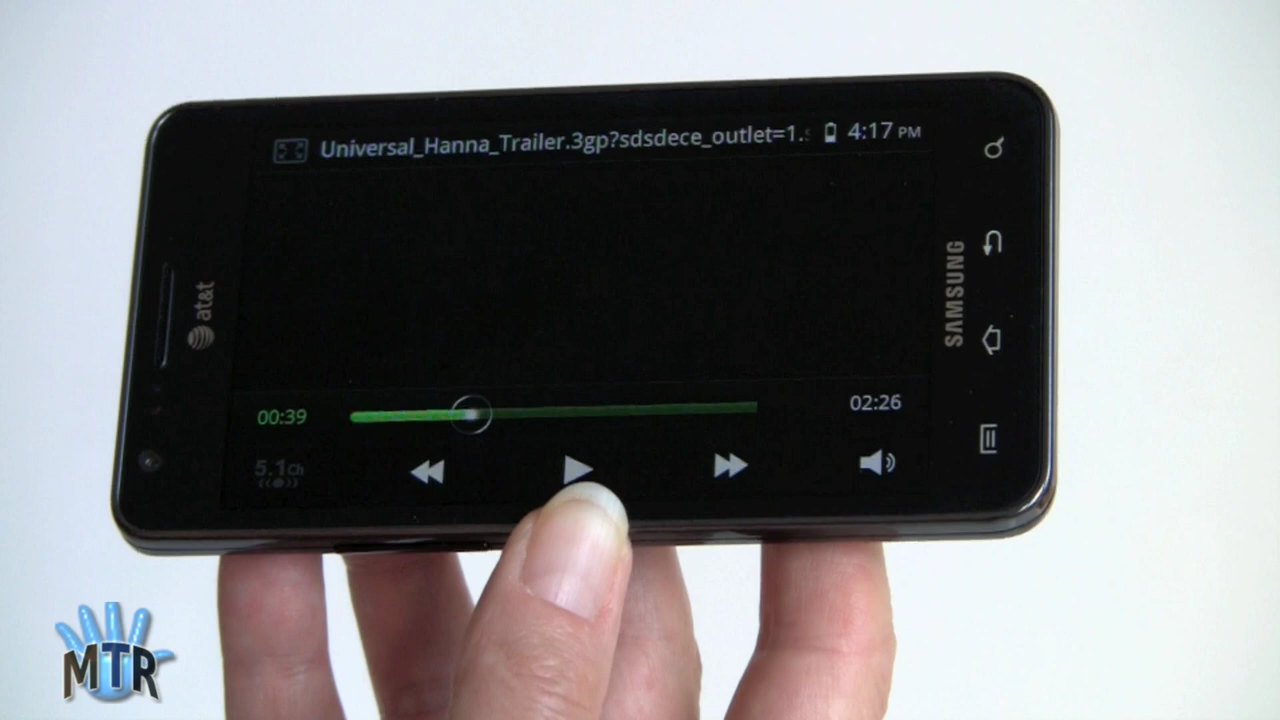 Universal_Hanna_Trailer.3gp?sdsdece_outlet=1. 4:17 PM
at&t
SAMSUNG
00:39
02:26
5.1Ch
MTR